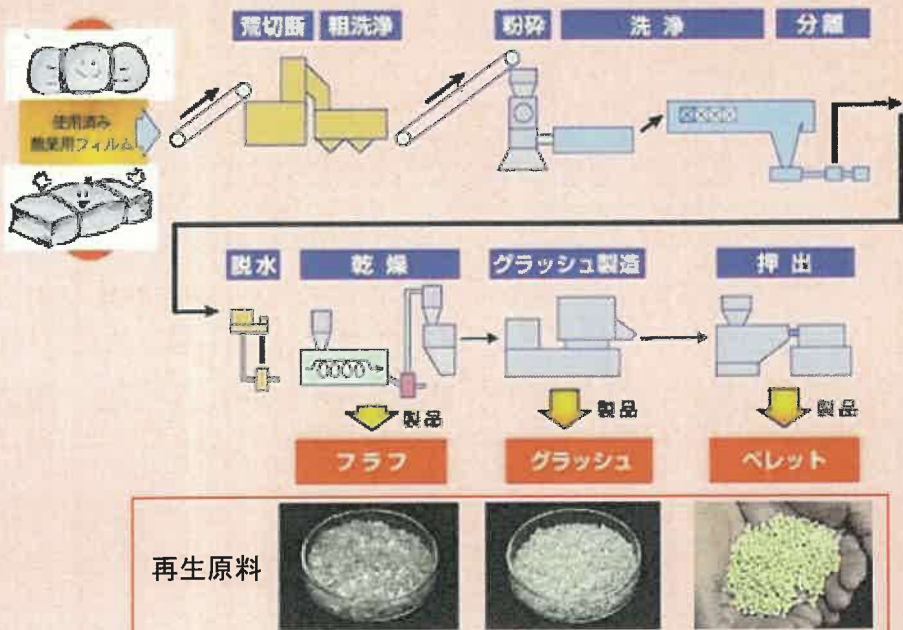 荒切断
粗洗浄
粉砕
洗浄
分離
使用済み
農業用フィルム
脱水
乾燥
グラッシュ製造
押出
製品
製品
製品
フラフ
グラッシュ
ペレット
再生原料